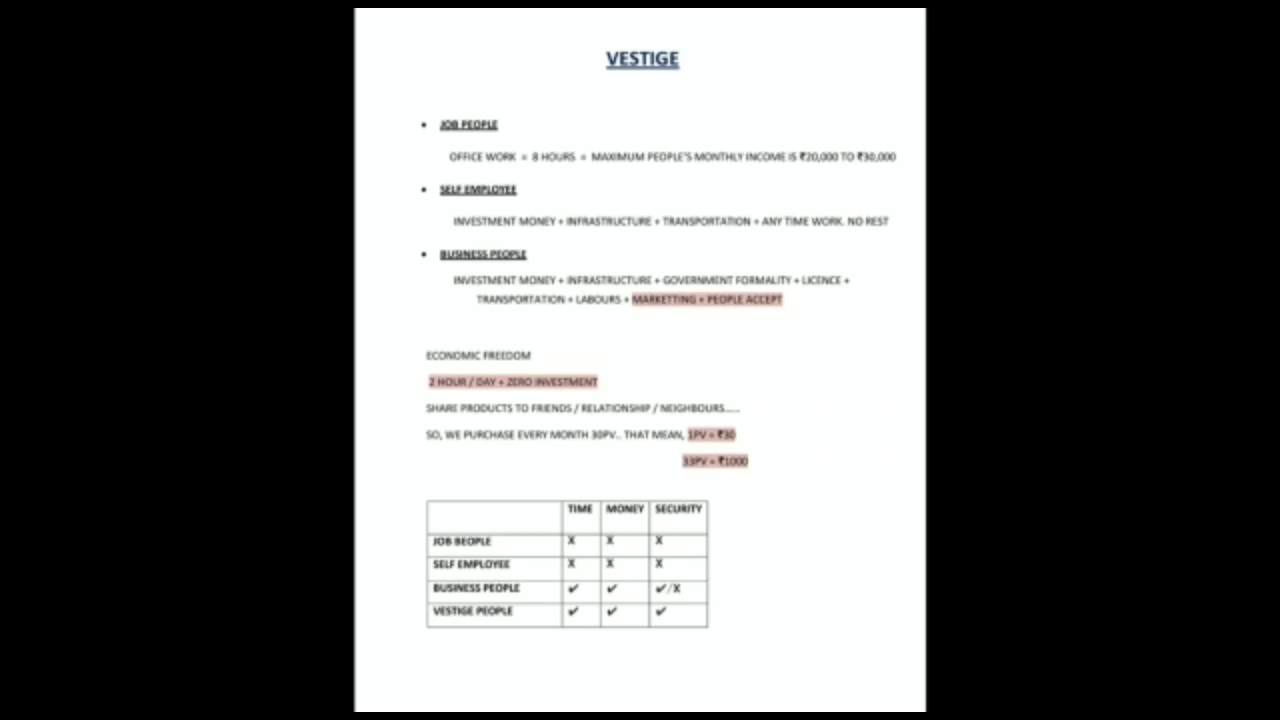 VESTIGE
• JOB PEOPLE
OFFICE WORK = 8 HOURS = MAXIMUM PEOPLE'S MONTHLY INCOME IS ₹20,000 TO ₹30,000
• SELF EMPLOYEE
INVESTMENT MONEY + INFRASTRUCTURE + TRANSPORTATION + ANY TIME WORK. NO REST
• BUSINESS PEOPLE
INVESTMENT MONEY + INFRASTRUCTURE + GOVERNMENT FORMALITY + LICENCE +
TRANSPORTATION + LABOURS + MARKETTING + PEOPLE ACCEPT
ECONOMIC FREEDOM
2 HOUR / DAY + ZERO INVESTMENT
SHARE PRODUCTS TO FRIENDS / RELATIONSHIP / NEIGHBOURS.....
SO, WE PURCHASE EVERY MONTH 30PV.. THAT MEAN, 1PV = ₹30
33PV = ₹1000
TIME MONEY SECURITY
JOB BEOPLE X X X
SELF EMPLOYEE X X X
BUSINESS PEOPLE ✔ ✔ ✔/X
VESTIGE PEOPLE ✔ ✔ ✔